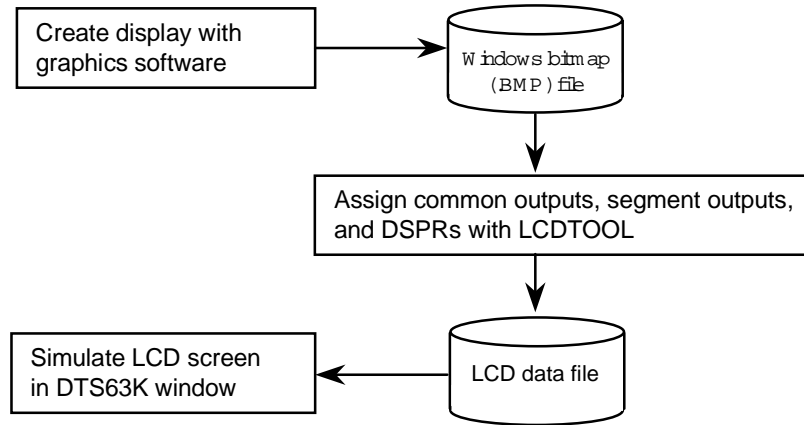 Create display with
graphics software
Windows bitmap
(BMP) file
Assign common outputs, segment outputs,
and DSPRs with LCDTOOL
Simulate LCD screen
in DTS63K window
LCD data file